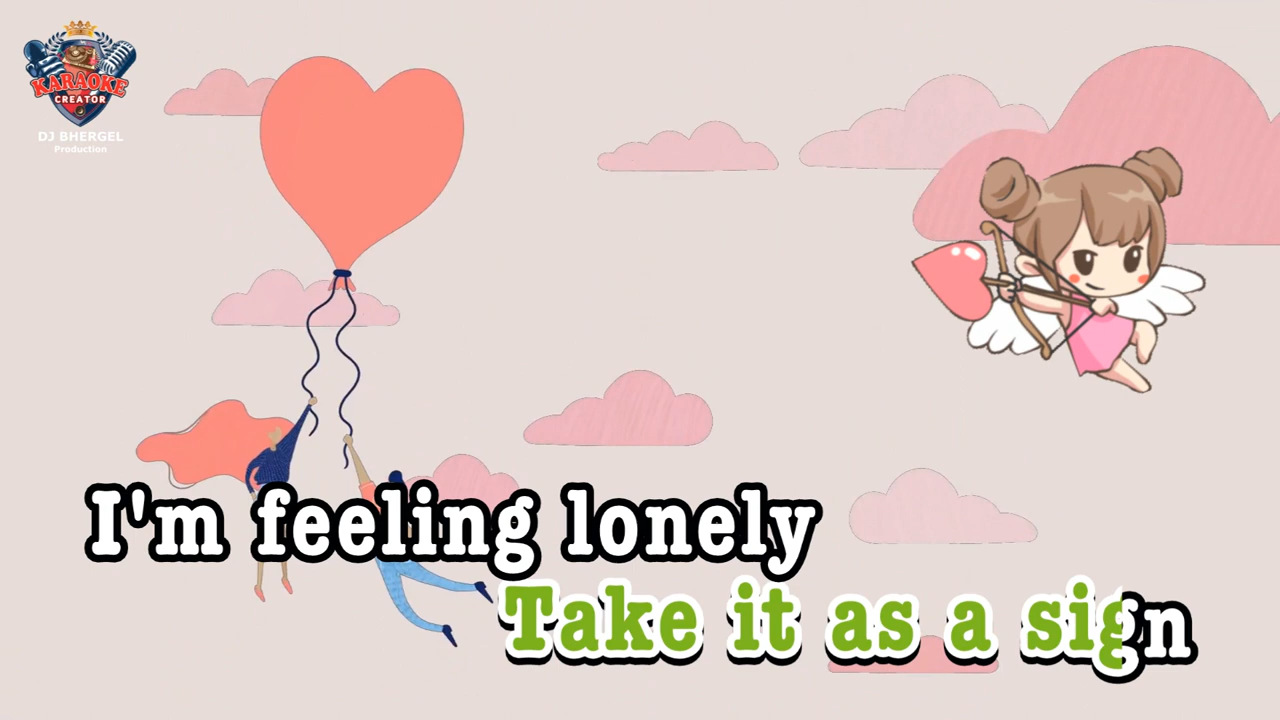 KARAOKE
CREATOR
DJ BHERGEL
Production
I'm feeling lonely
Take it as a sign